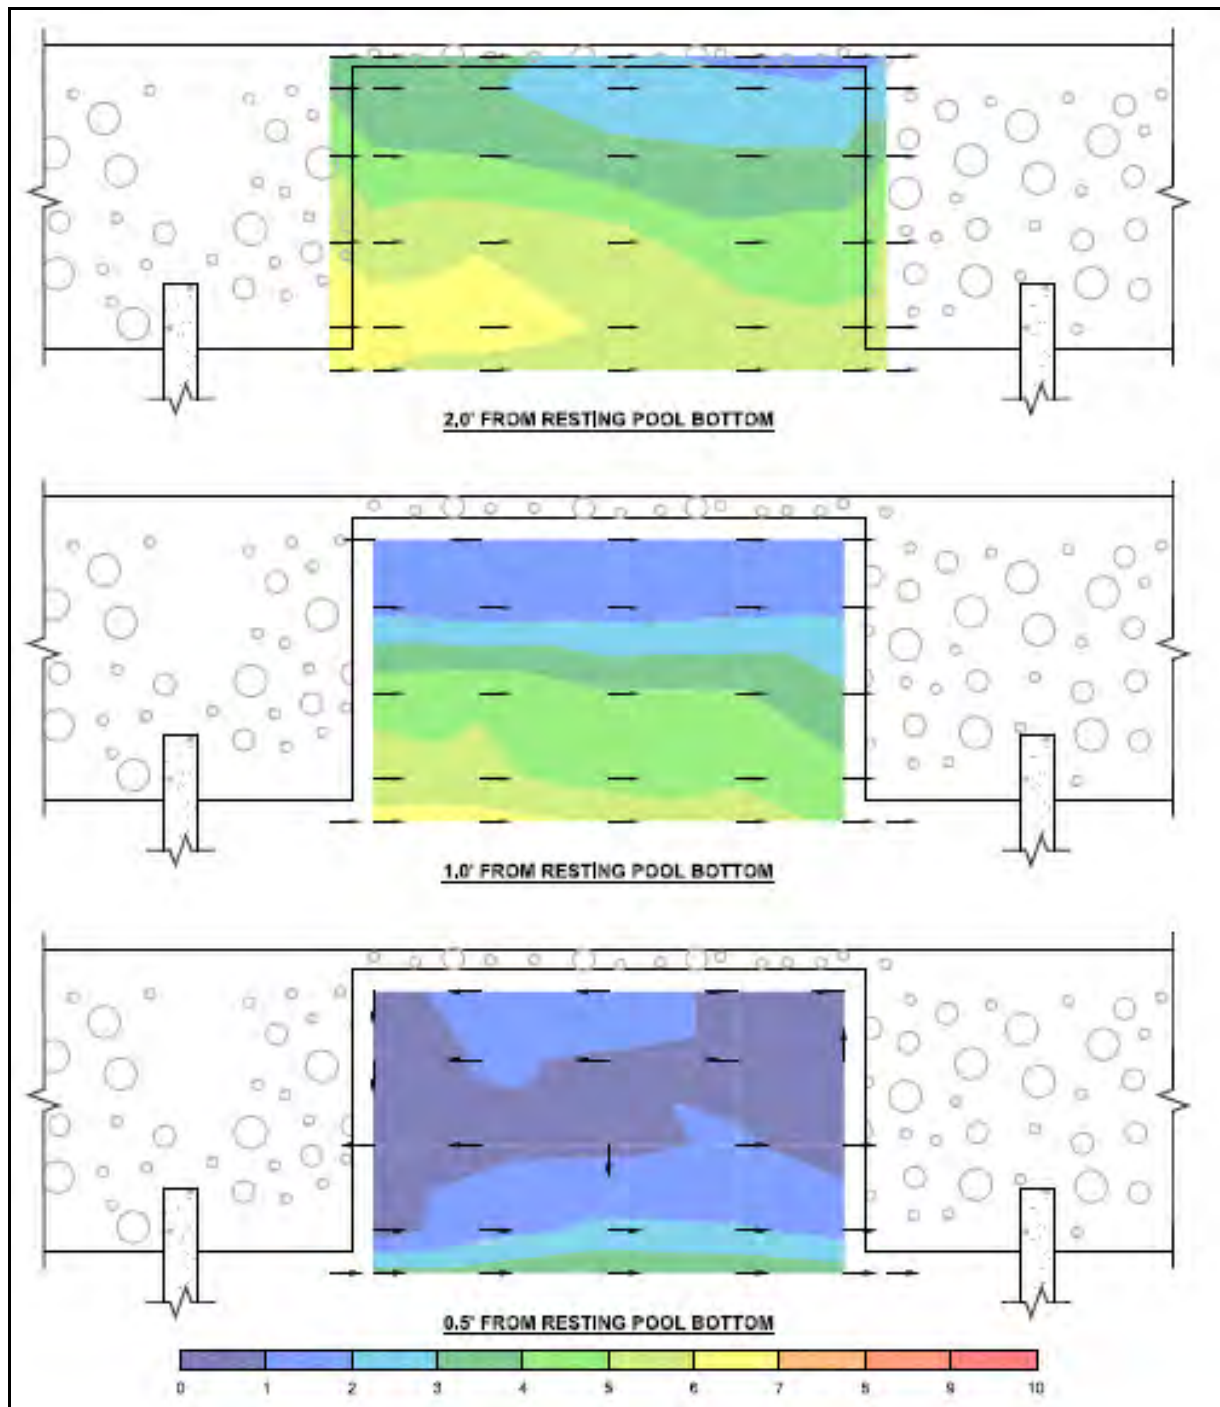 2.0' FROM RESTING POOL BOTTOM
1.0' FROM RESTING POOL BOTTOM
0.5' FROM RESTING POOL BOTTOM
0 1 2 3 4 5 6 7 8 9 10